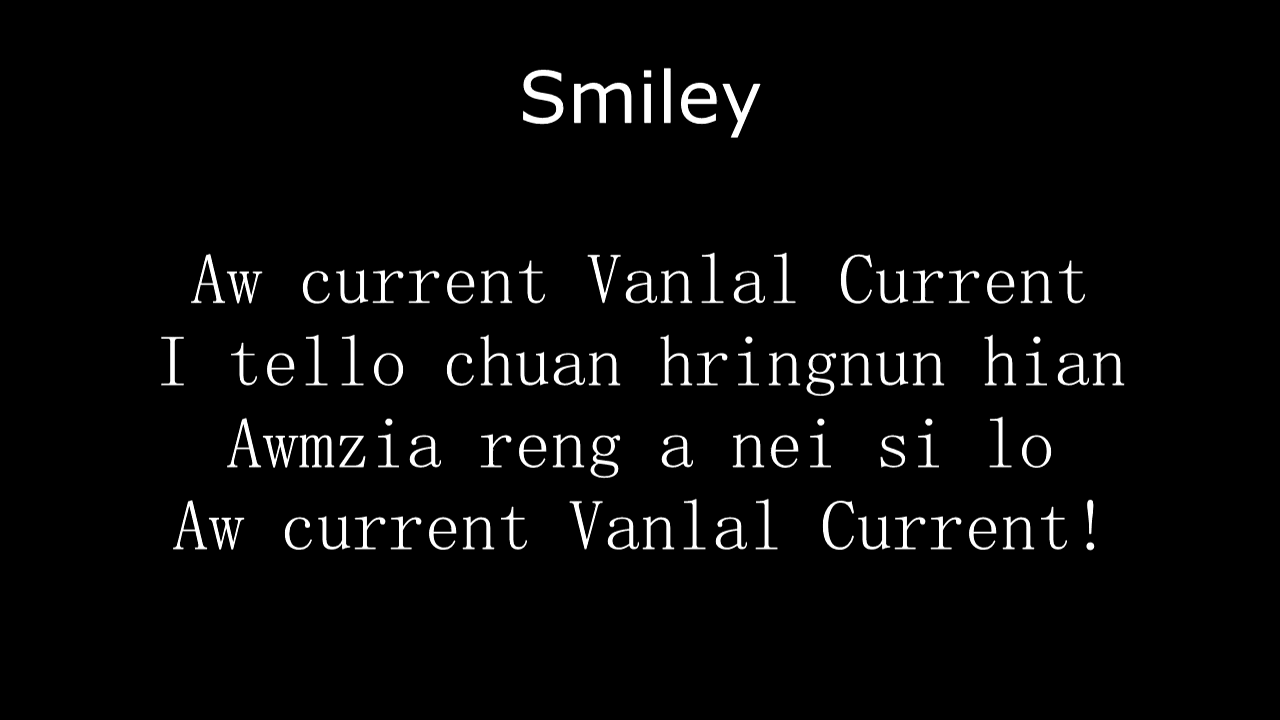 Smiley
Aw current Vanlal Current
I tello chuan hringnun hian
Awmzia reng a nei si lo
Aw current Vanlal Current!